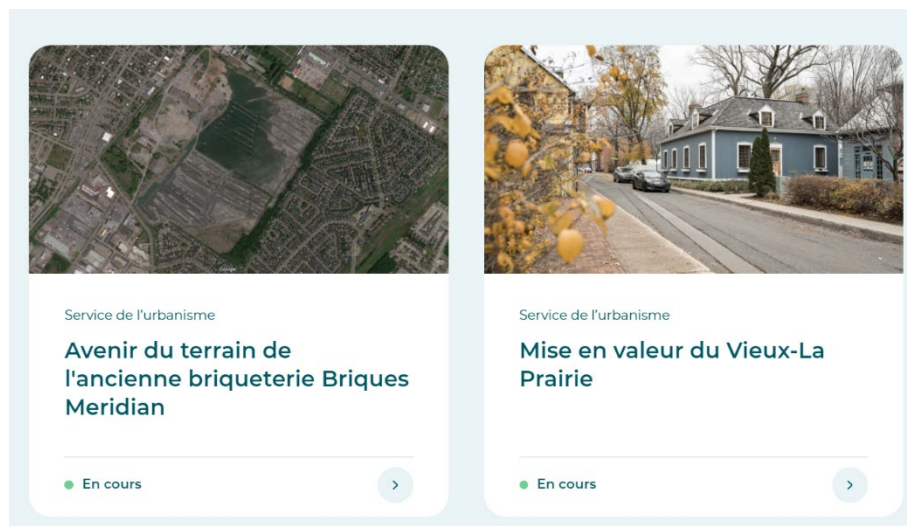 Service de l'urbanisme
Avenir du terrain de
l'ancienne briqueterie Briques
Meridian
En cours
Service de l'urbanisme
Mise en valeur du Vieux-La
Prairie
En cours